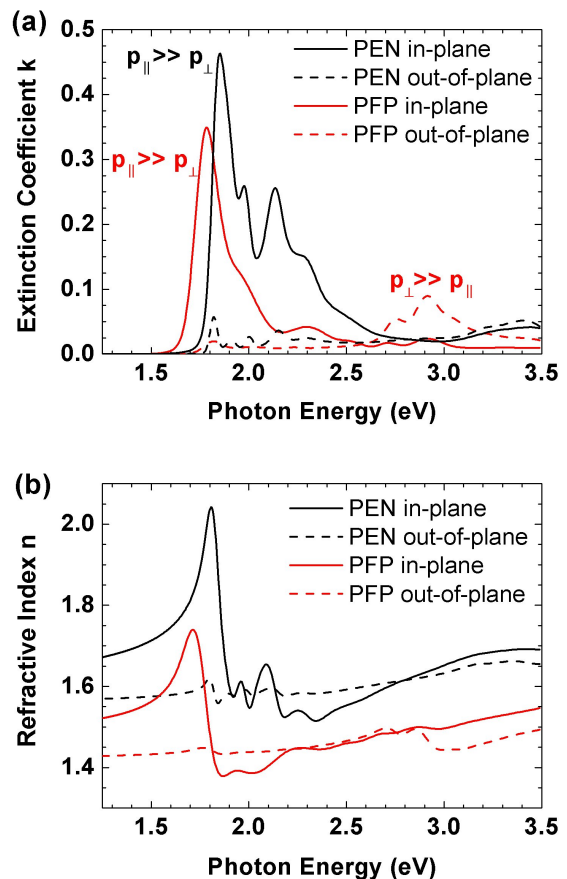 (a)
PEN in-plane
PEN out-of-plane
PFP in-plane
PFP out-of-plane
p∥>> p⊥
p∥>> p⊥
p⊥>> p∥
0.5
0.4
0.3
0.2
0.1
0.0
Extinction Coefficient k
1.5 2.0 2.5 3.0 3.5
Photon Energy (eV)
(b)
PEN in-plane
PEN out-of-plane
PFP in-plane
PFP out-of-plane
2.0
1.8
1.6
1.4
Refractive Index n
1.5 2.0 2.5 3.0 3.5
Photon Energy (eV)